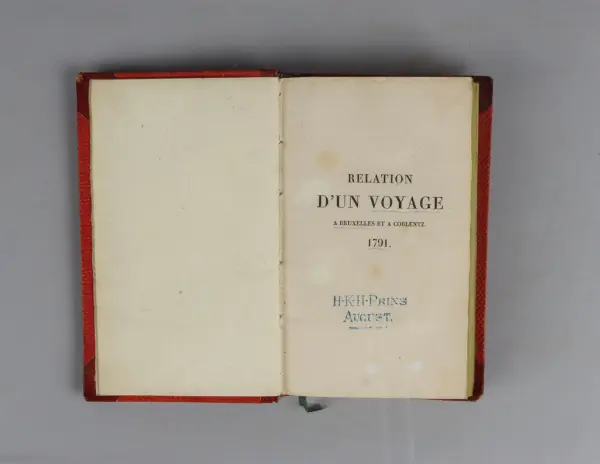 RELATION
D'UN VOYAGE
A BRUXELLES ET A COBLENTZ.
1791.
H·K·H·PRINS
AUGUST.